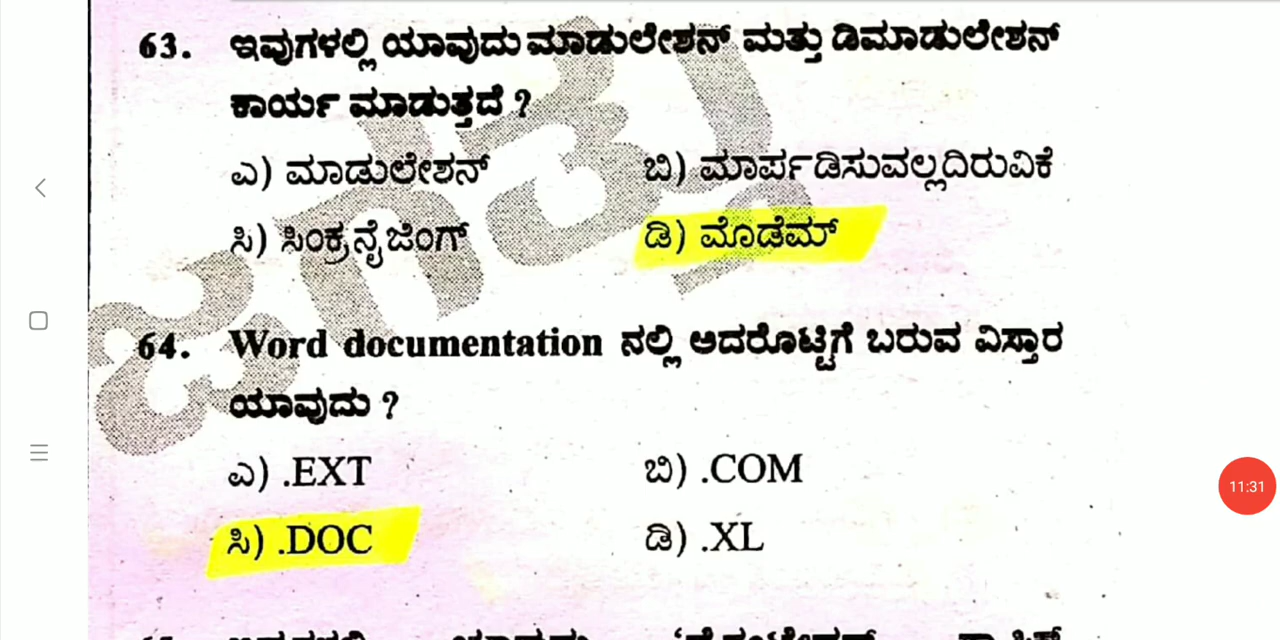 63. ಇವುಗಳಲ್ಲಿ ಯಾವುದು ಮಾಡುಲೇಶನ್ ಮತ್ತು ಡಿಮಾಡುಲೇಶನ್
ಕಾರ್ಯ ಮಾಡುತ್ತದೆ ?
ಎ) ಮಾಡುಲೇಶನ್ ಬಿ) ಮಾರ್ಪಡಿಸುವಲ್ಲದಿರುವಿಕೆ
ಸಿ) ಸಿಂಕ್ರನೈಜಿಂಗ್ ಡಿ) ಮೊಡೆಮ್
64. Word documentation ನಲ್ಲಿ ಅದರೊಟ್ಟಿಗೆ ಬರುವ ವಿಸ್ತಾರ
ಯಾವುದು ?
ಎ) .EXT ಬಿ) .COM
11:31
ಸಿ) .DOC ಡಿ) .XL